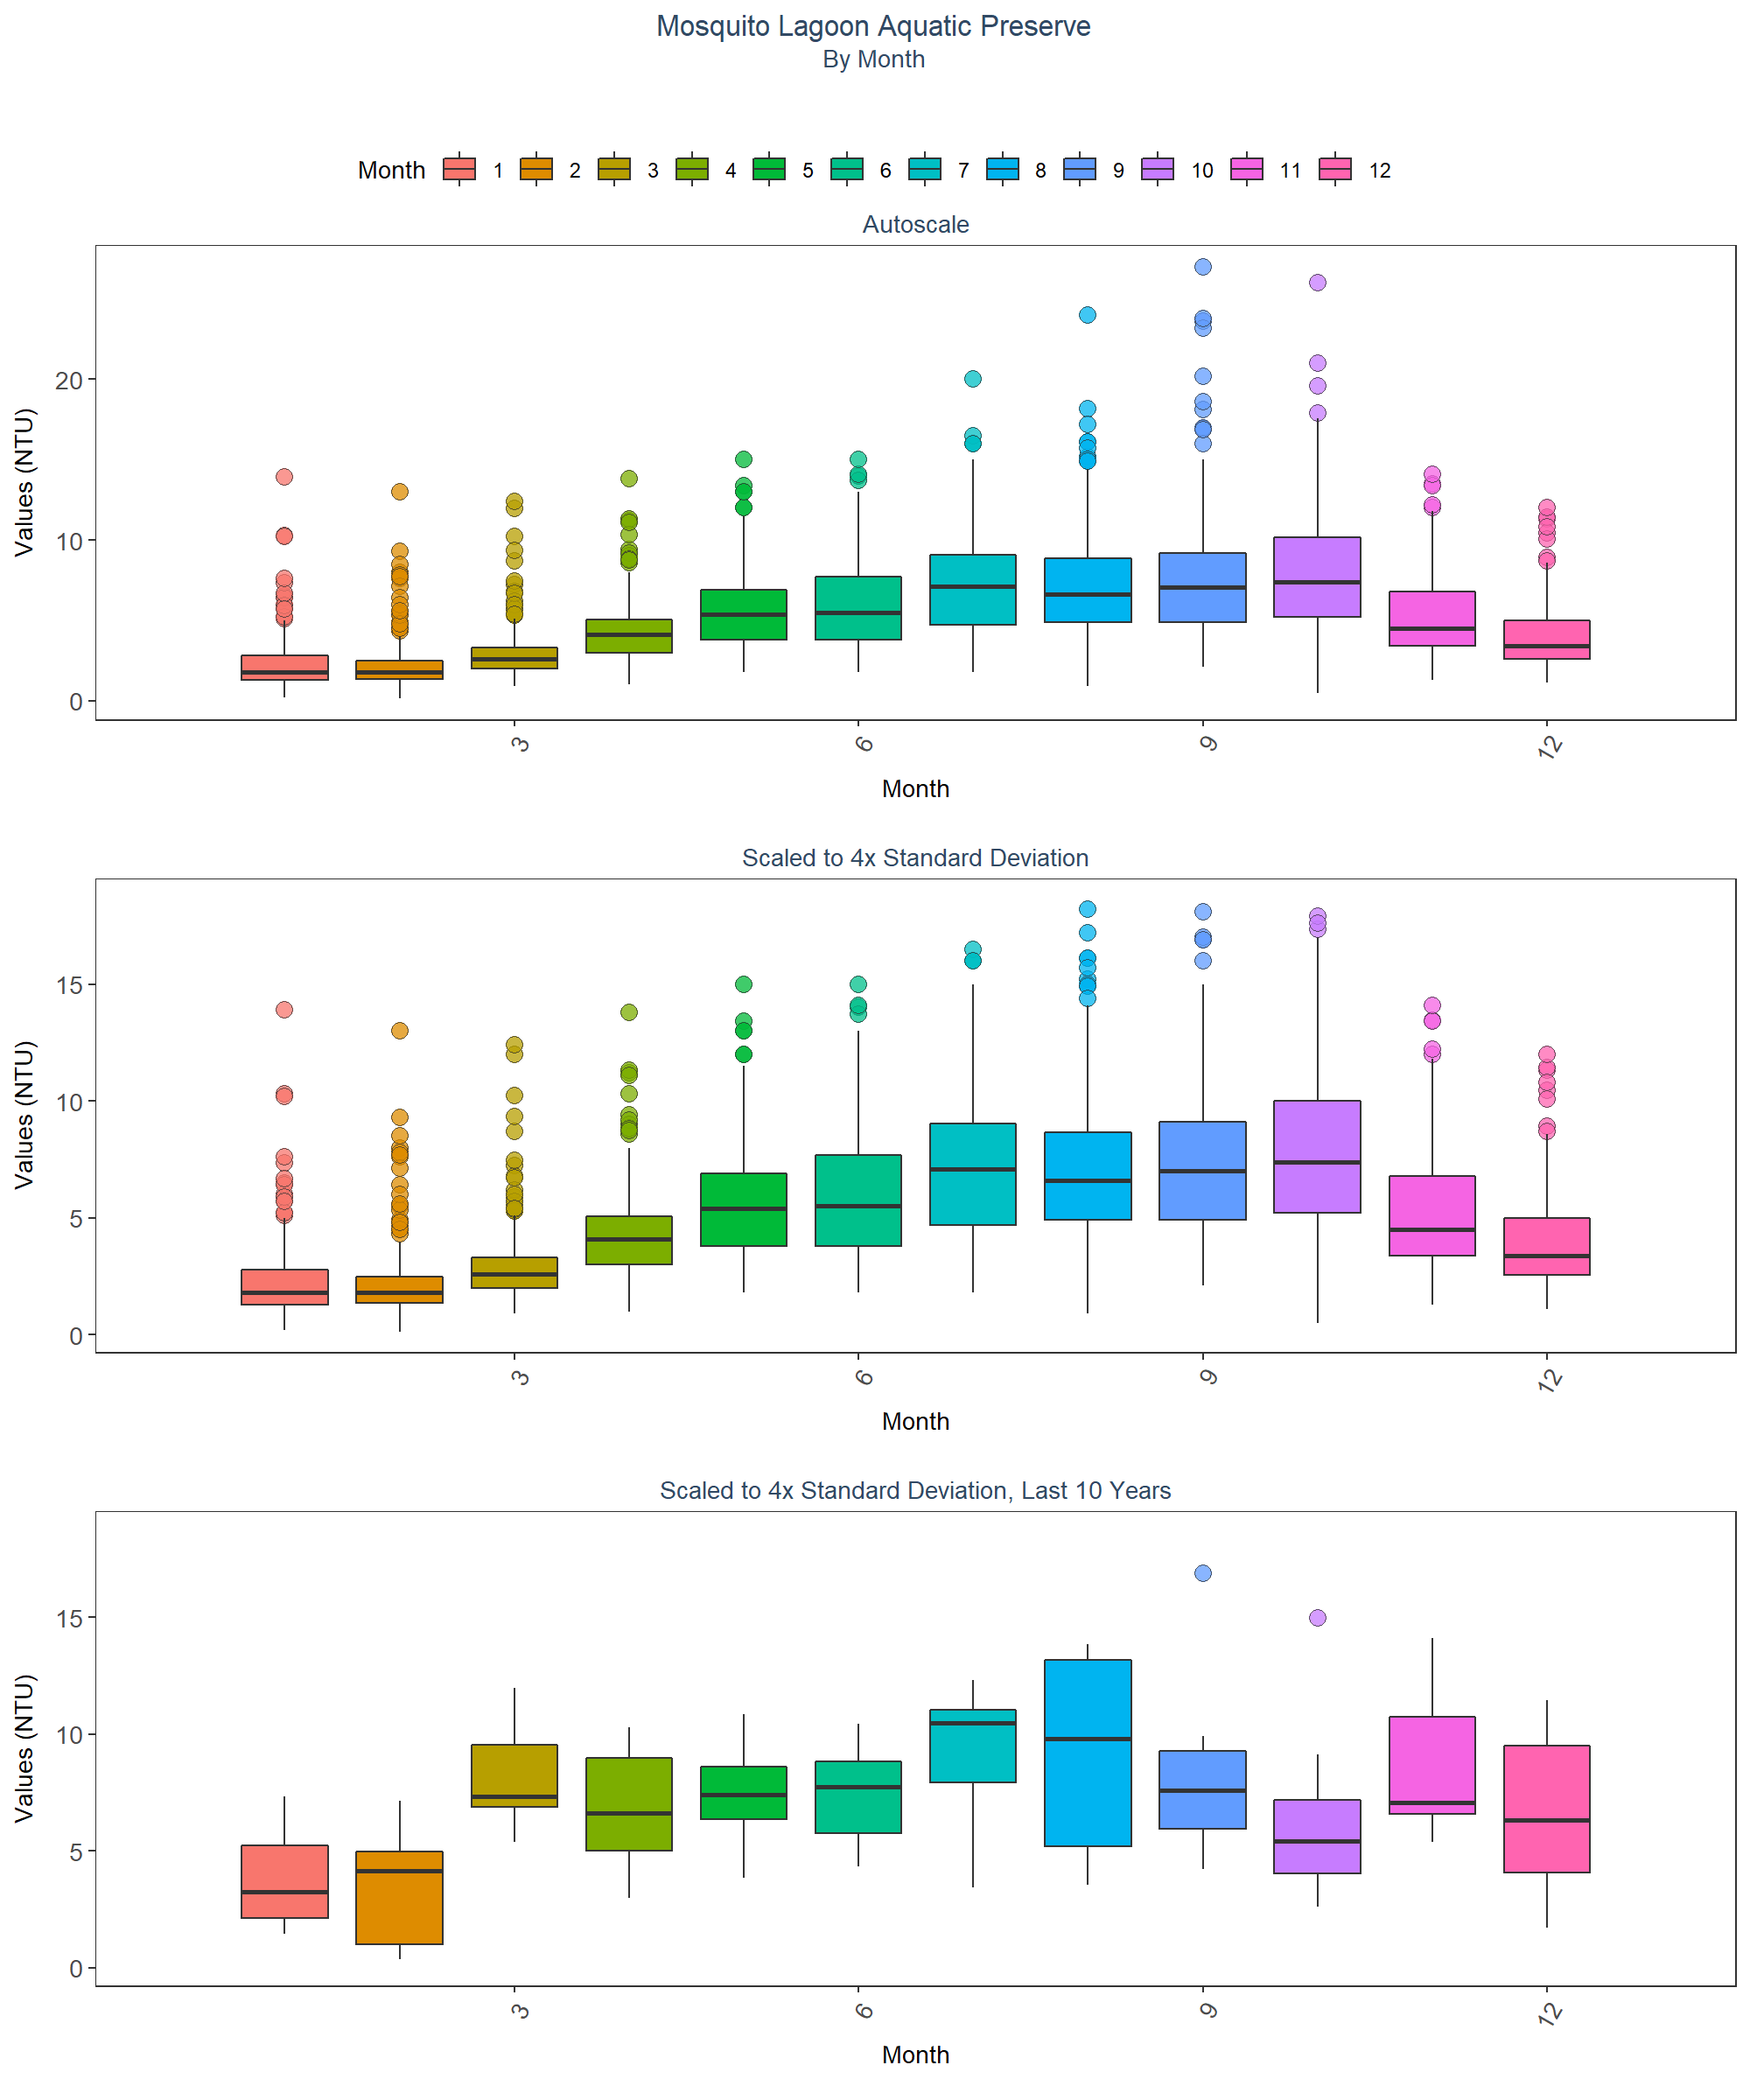 Mosquito Lagoon Aquatic Preserve
By Month
Month 1 2 3 4 5 6 7 8 9 10 11 12
Autoscale
Values (NTU)
20
10
0
3 6 9 12
Month
Scaled to 4x Standard Deviation
Values (NTU)
15
10
5
0
3 6 9 12
Month
Scaled to 4x Standard Deviation, Last 10 Years
Values (NTU)
15
10
5
0
3 6 9 12
Month